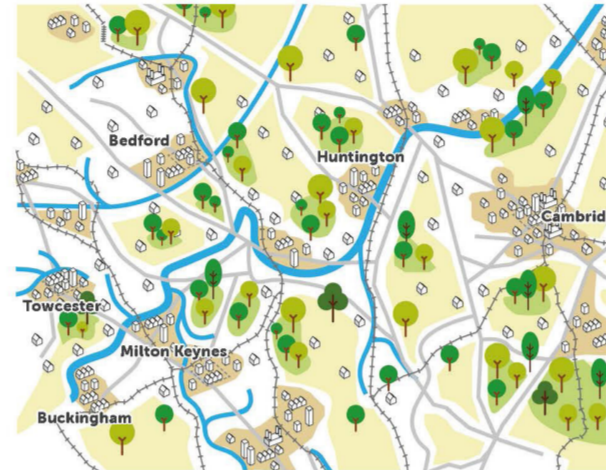 Bedford
Huntington
Cambrid
Towcester
Milton Keynes
Buckingham